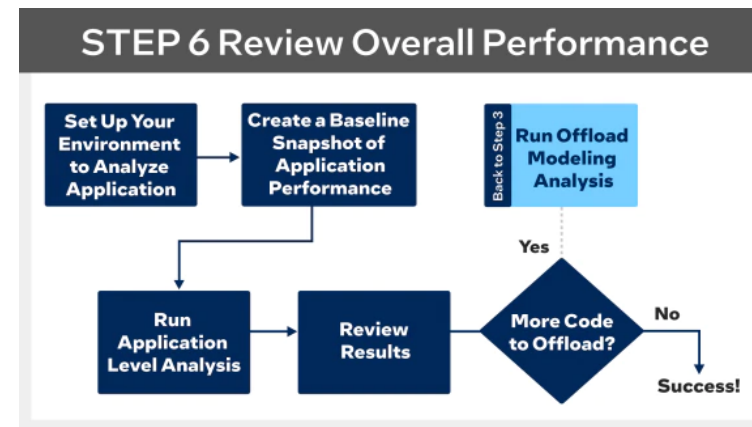 STEP 6 Review Overall Performance
Set Up Your
Environment
to Analyze
Application
Create a Baseline
Snapshot of
Application
Performance
Back to Step 3
Run Offload
Modeling
Analysis
Yes
Run
Application
Level Analysis
Review
Results
More Code
to Offload?
No
Success!